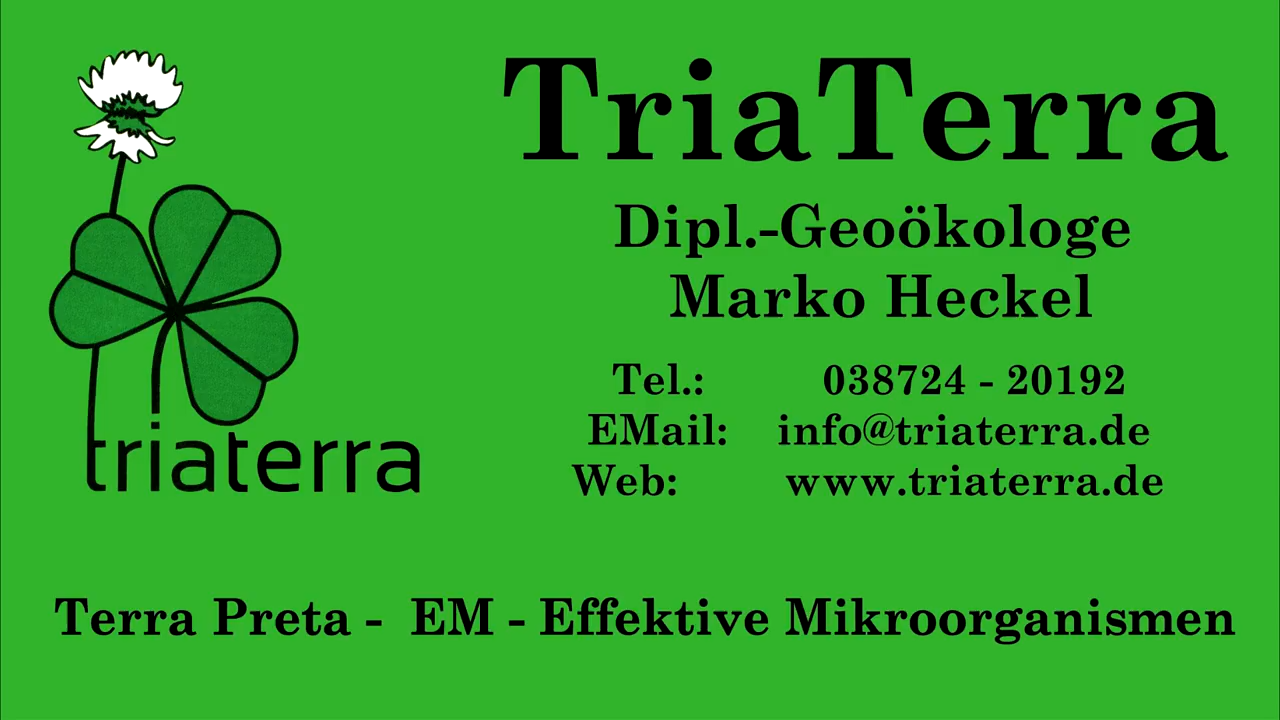 TriaTerra
Dipl.-Geoökologe
Marko Heckel
Tel.: 038724 - 20192
EMail: info@triaterra.de
Web: www.triaterra.de
triaterra
Terra Preta - EM - Effektive Mikroorganismen